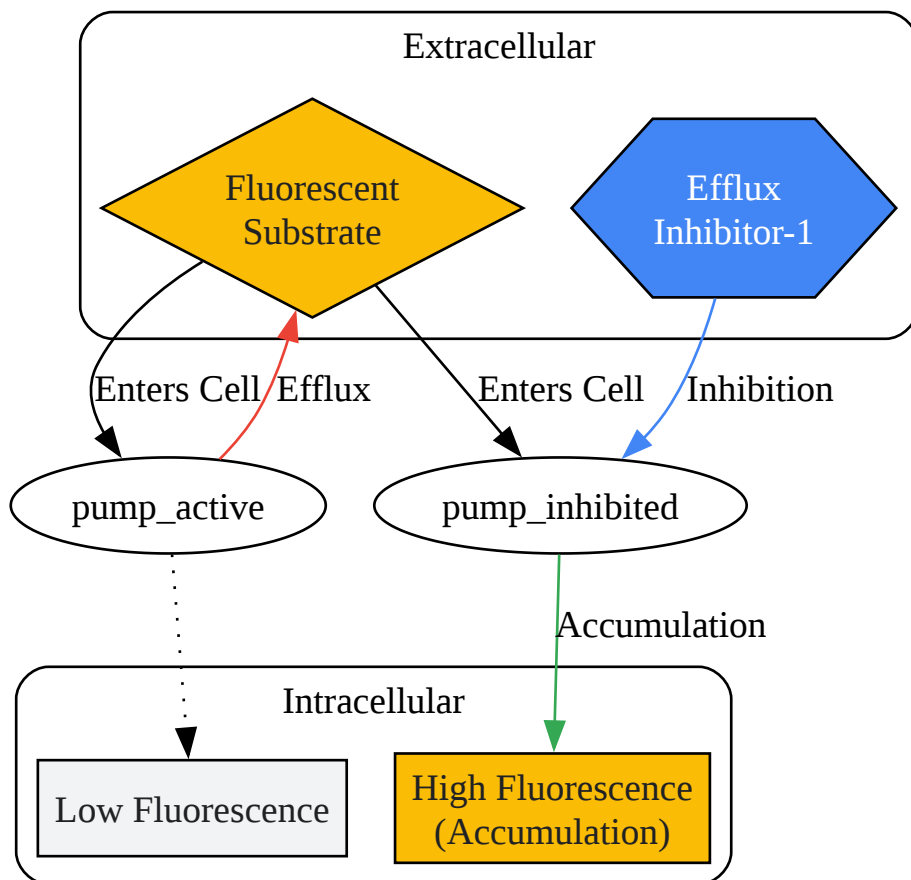 Extracellular
Fluorescent
Substrate
Efflux
Inhibitor-1
Enters Cell
Efflux
Enters Cell
Inhibition
pump_active
pump_inhibited
Accumulation
Intracellular
Low Fluorescence
High Fluorescence
(Accumulation)